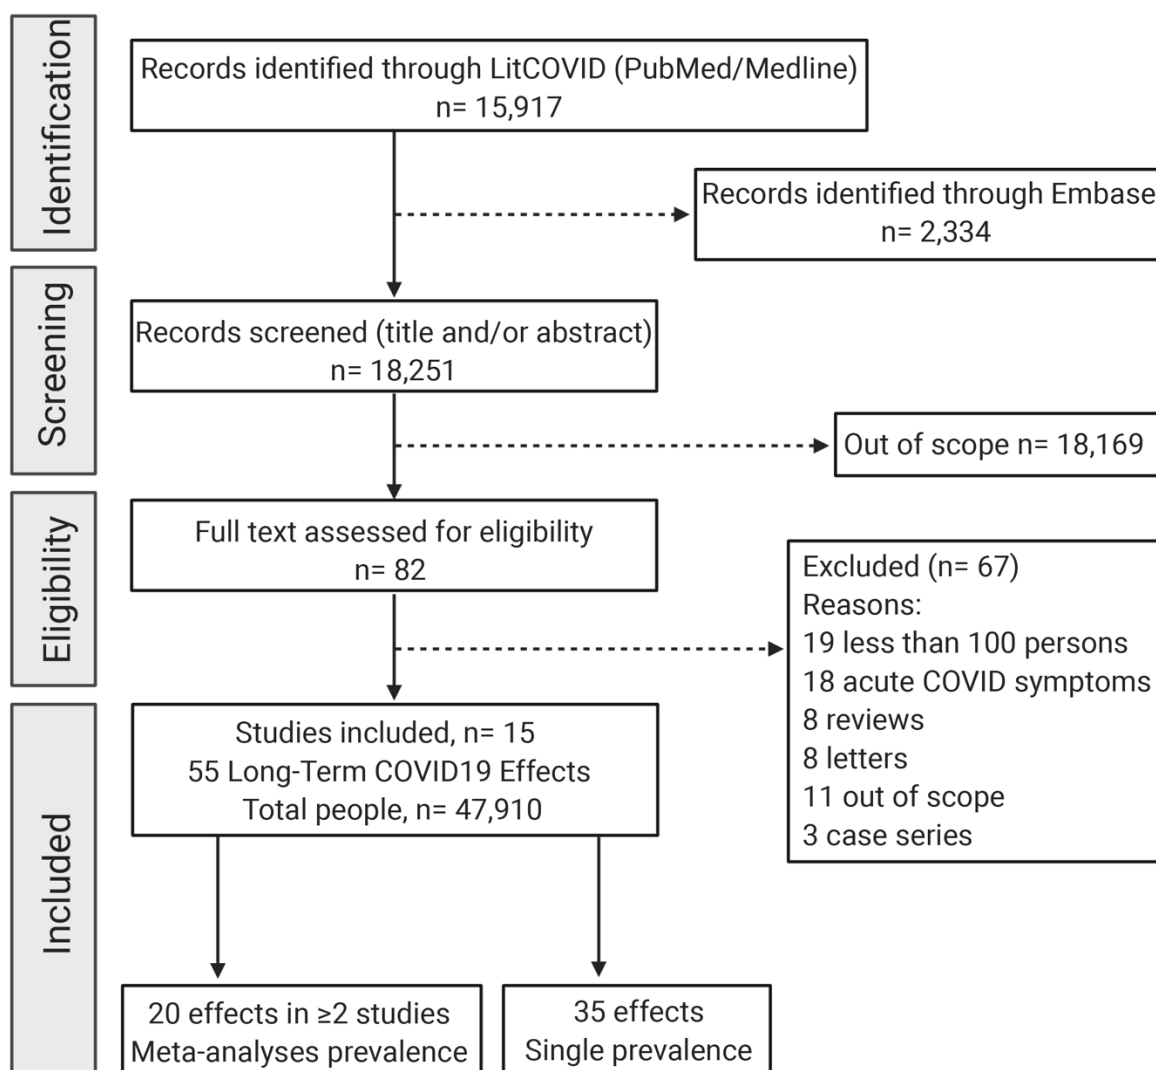 Identification
Records identified through LitCOVID (PubMed/Medline)
n= 15,917
Records identified through Embase
n= 2,334
Screening
Records screened (title and/or abstract)
n= 18,251
Out of scope n= 18,169
Eligibility
Full text assessed for eligibility
n= 82
Excluded (n= 67)
Reasons:
19 less than 100 persons
18 acute COVID symptoms
8 reviews
8 letters
11 out of scope
3 case series
Included
Studies included, n= 15
55 Long-Term COVID19 Effects
Total people, n= 47,910
20 effects in ≥2 studies
Meta-analyses prevalence
35 effects
Single prevalence